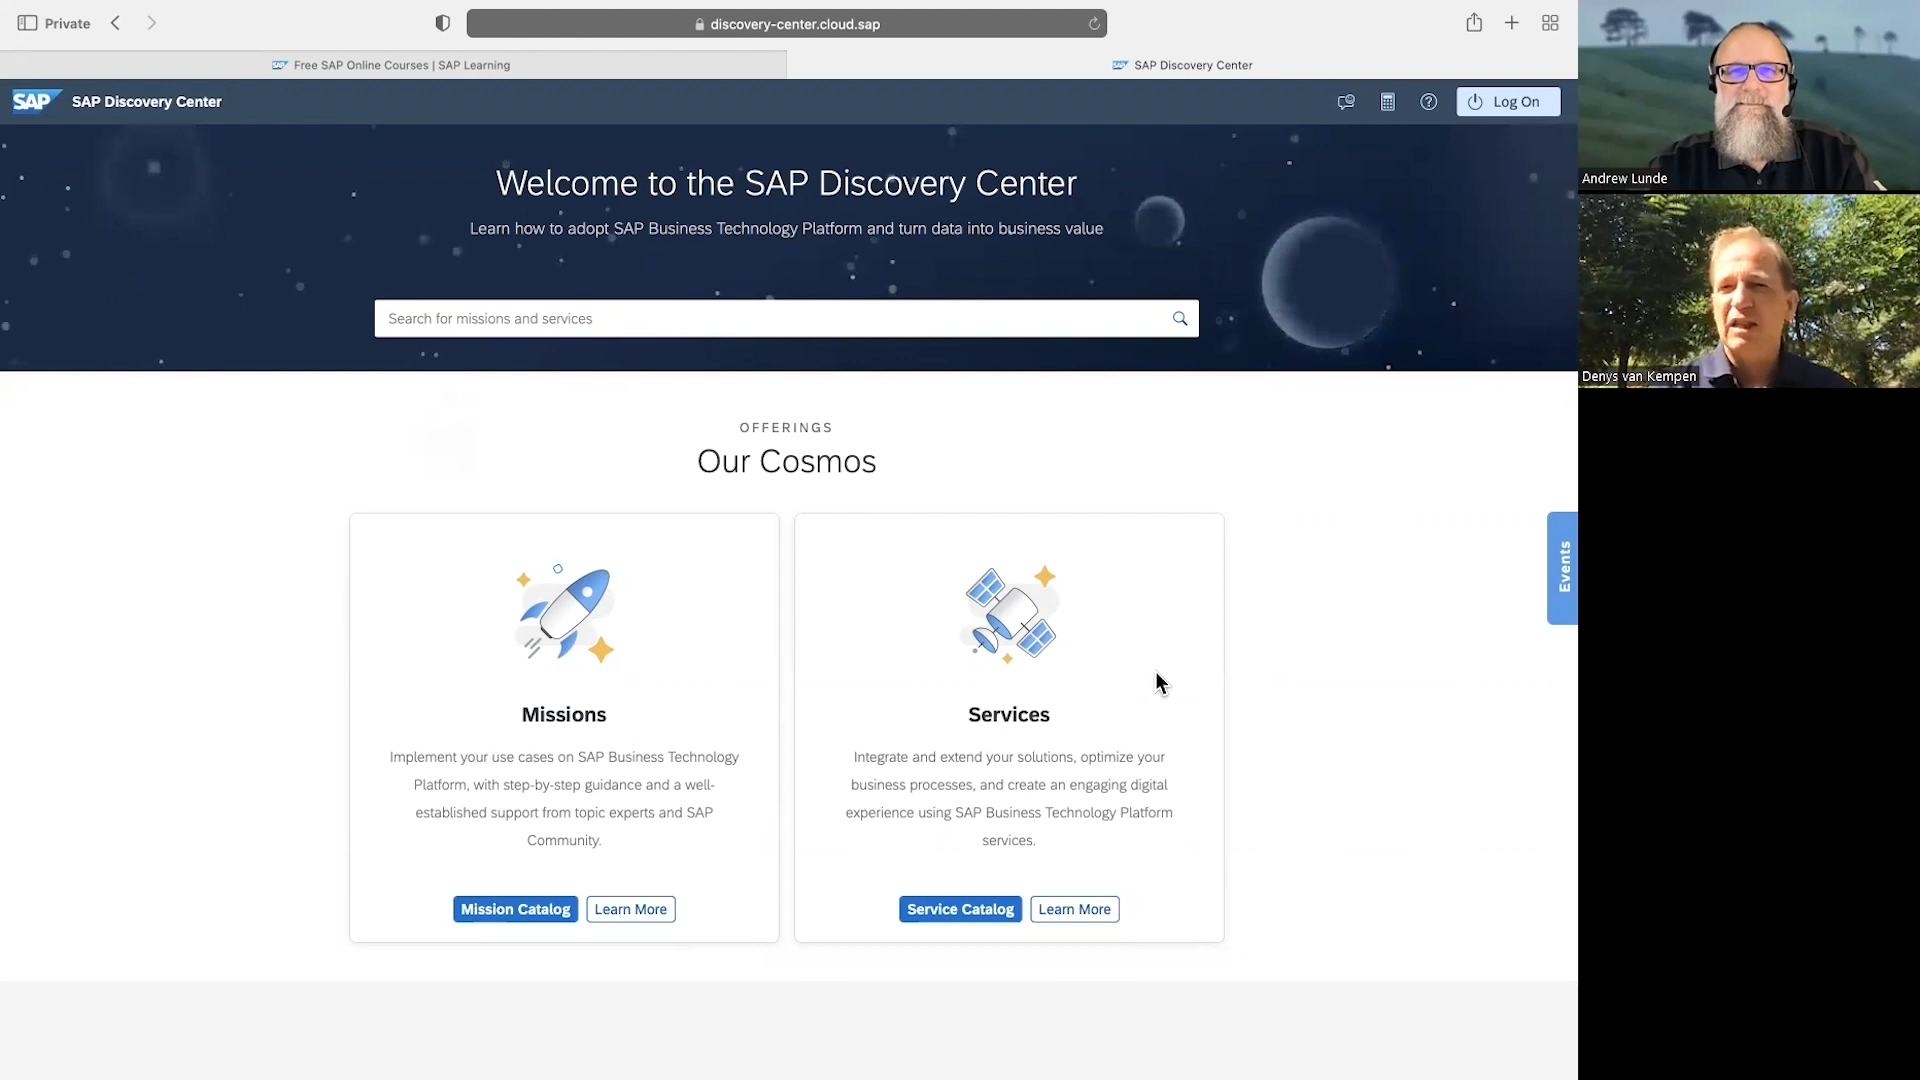 Private
discovery-center.cloud.sap
Free SAP Online Courses | SAP Learning
SAP Discovery Center
SAP SAP Discovery Center
Log On
Welcome to the SAP Discovery Center
Learn how to adopt SAP Business Technology Platform and turn data into business value
Search for missions and services
OFFERINGS
Our Cosmos
Missions
Implement your use cases on SAP Business Technology
Platform, with step-by-step guidance and a well-
established support from topic experts and SAP
Community.
Mission Catalog
Learn More
Services
Integrate and extend your solutions, optimize your
business processes, and create an engaging digital
experience using SAP Business Technology Platform
services.
Service Catalog
Learn More
Events
Andrew Lunde
Denys van Kempen